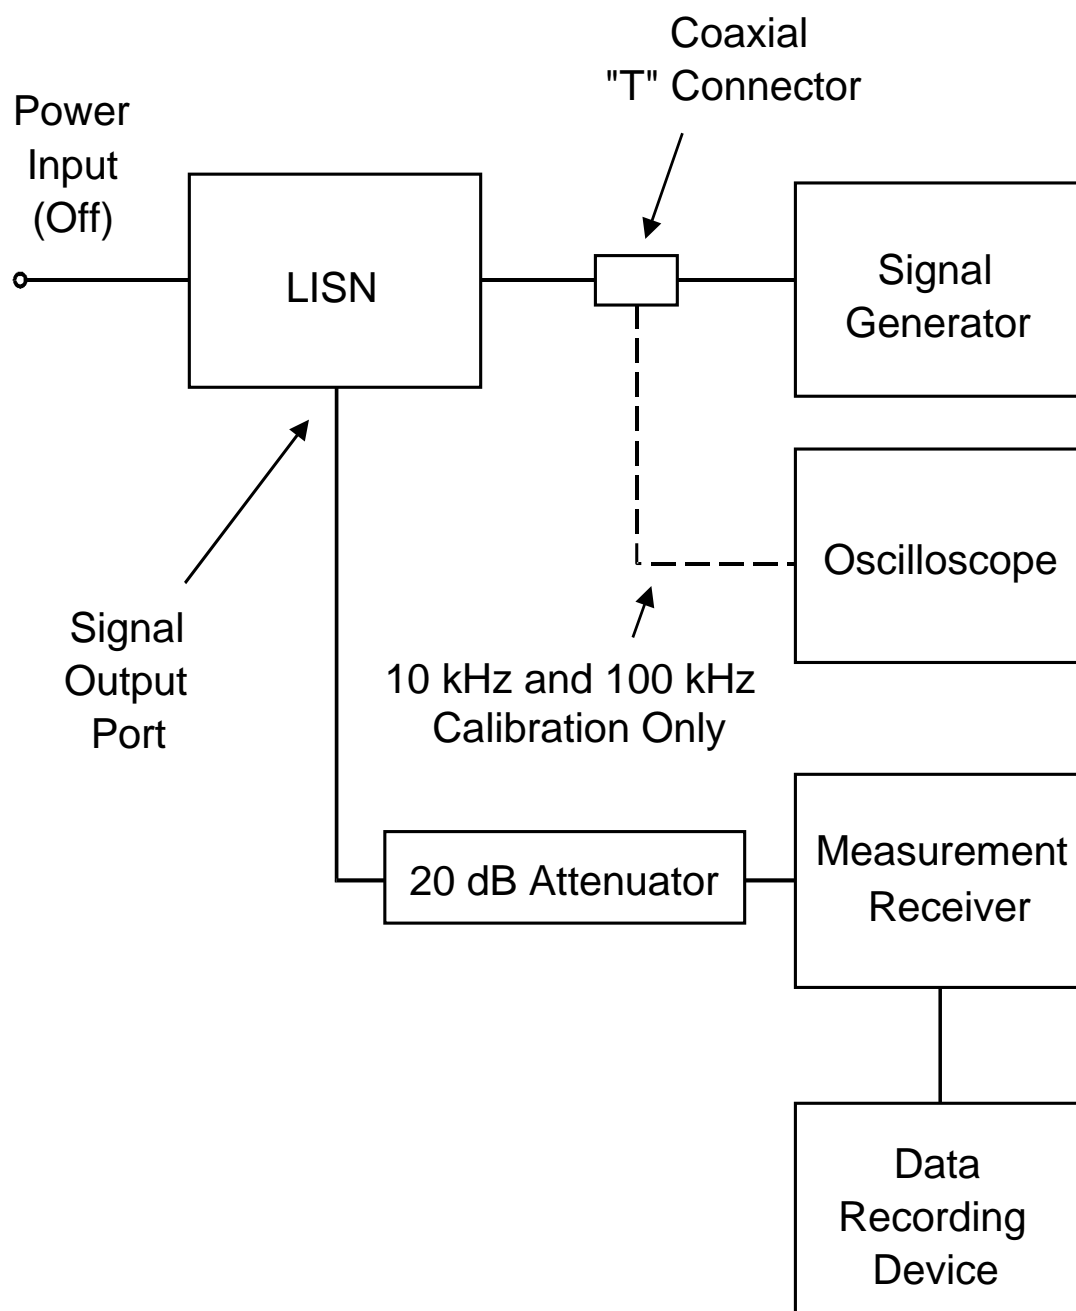 Coaxial
"T" Connector
Power
Input
(Off)
LISN
Signal
Generator
Oscilloscope
Signal
Output
Port
10 kHz and 100 kHz
Calibration Only
20 dB Attenuator
Measurement
Receiver
Data
Recording
Device